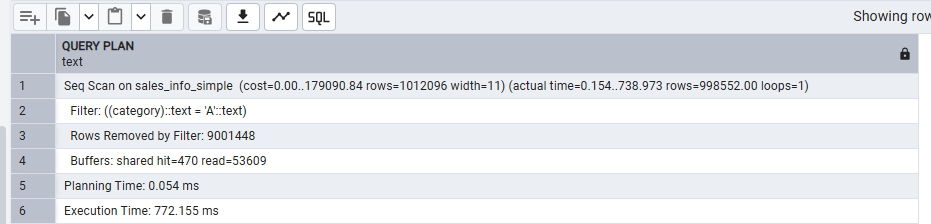 SQL
Showing row
QUERY PLAN
text
1 Seq Scan on sales_info_simple (cost=0.00..179090.84 rows=1012096 width=11) (actual time=0.154..738.973 rows=998552.00 loops=1)
2 Filter: ((category)::text = 'A'::text)
3 Rows Removed by Filter: 9001448
4 Buffers: shared hit=470 read=53609
5 Planning Time: 0.054 ms
6 Execution Time: 772.155 ms